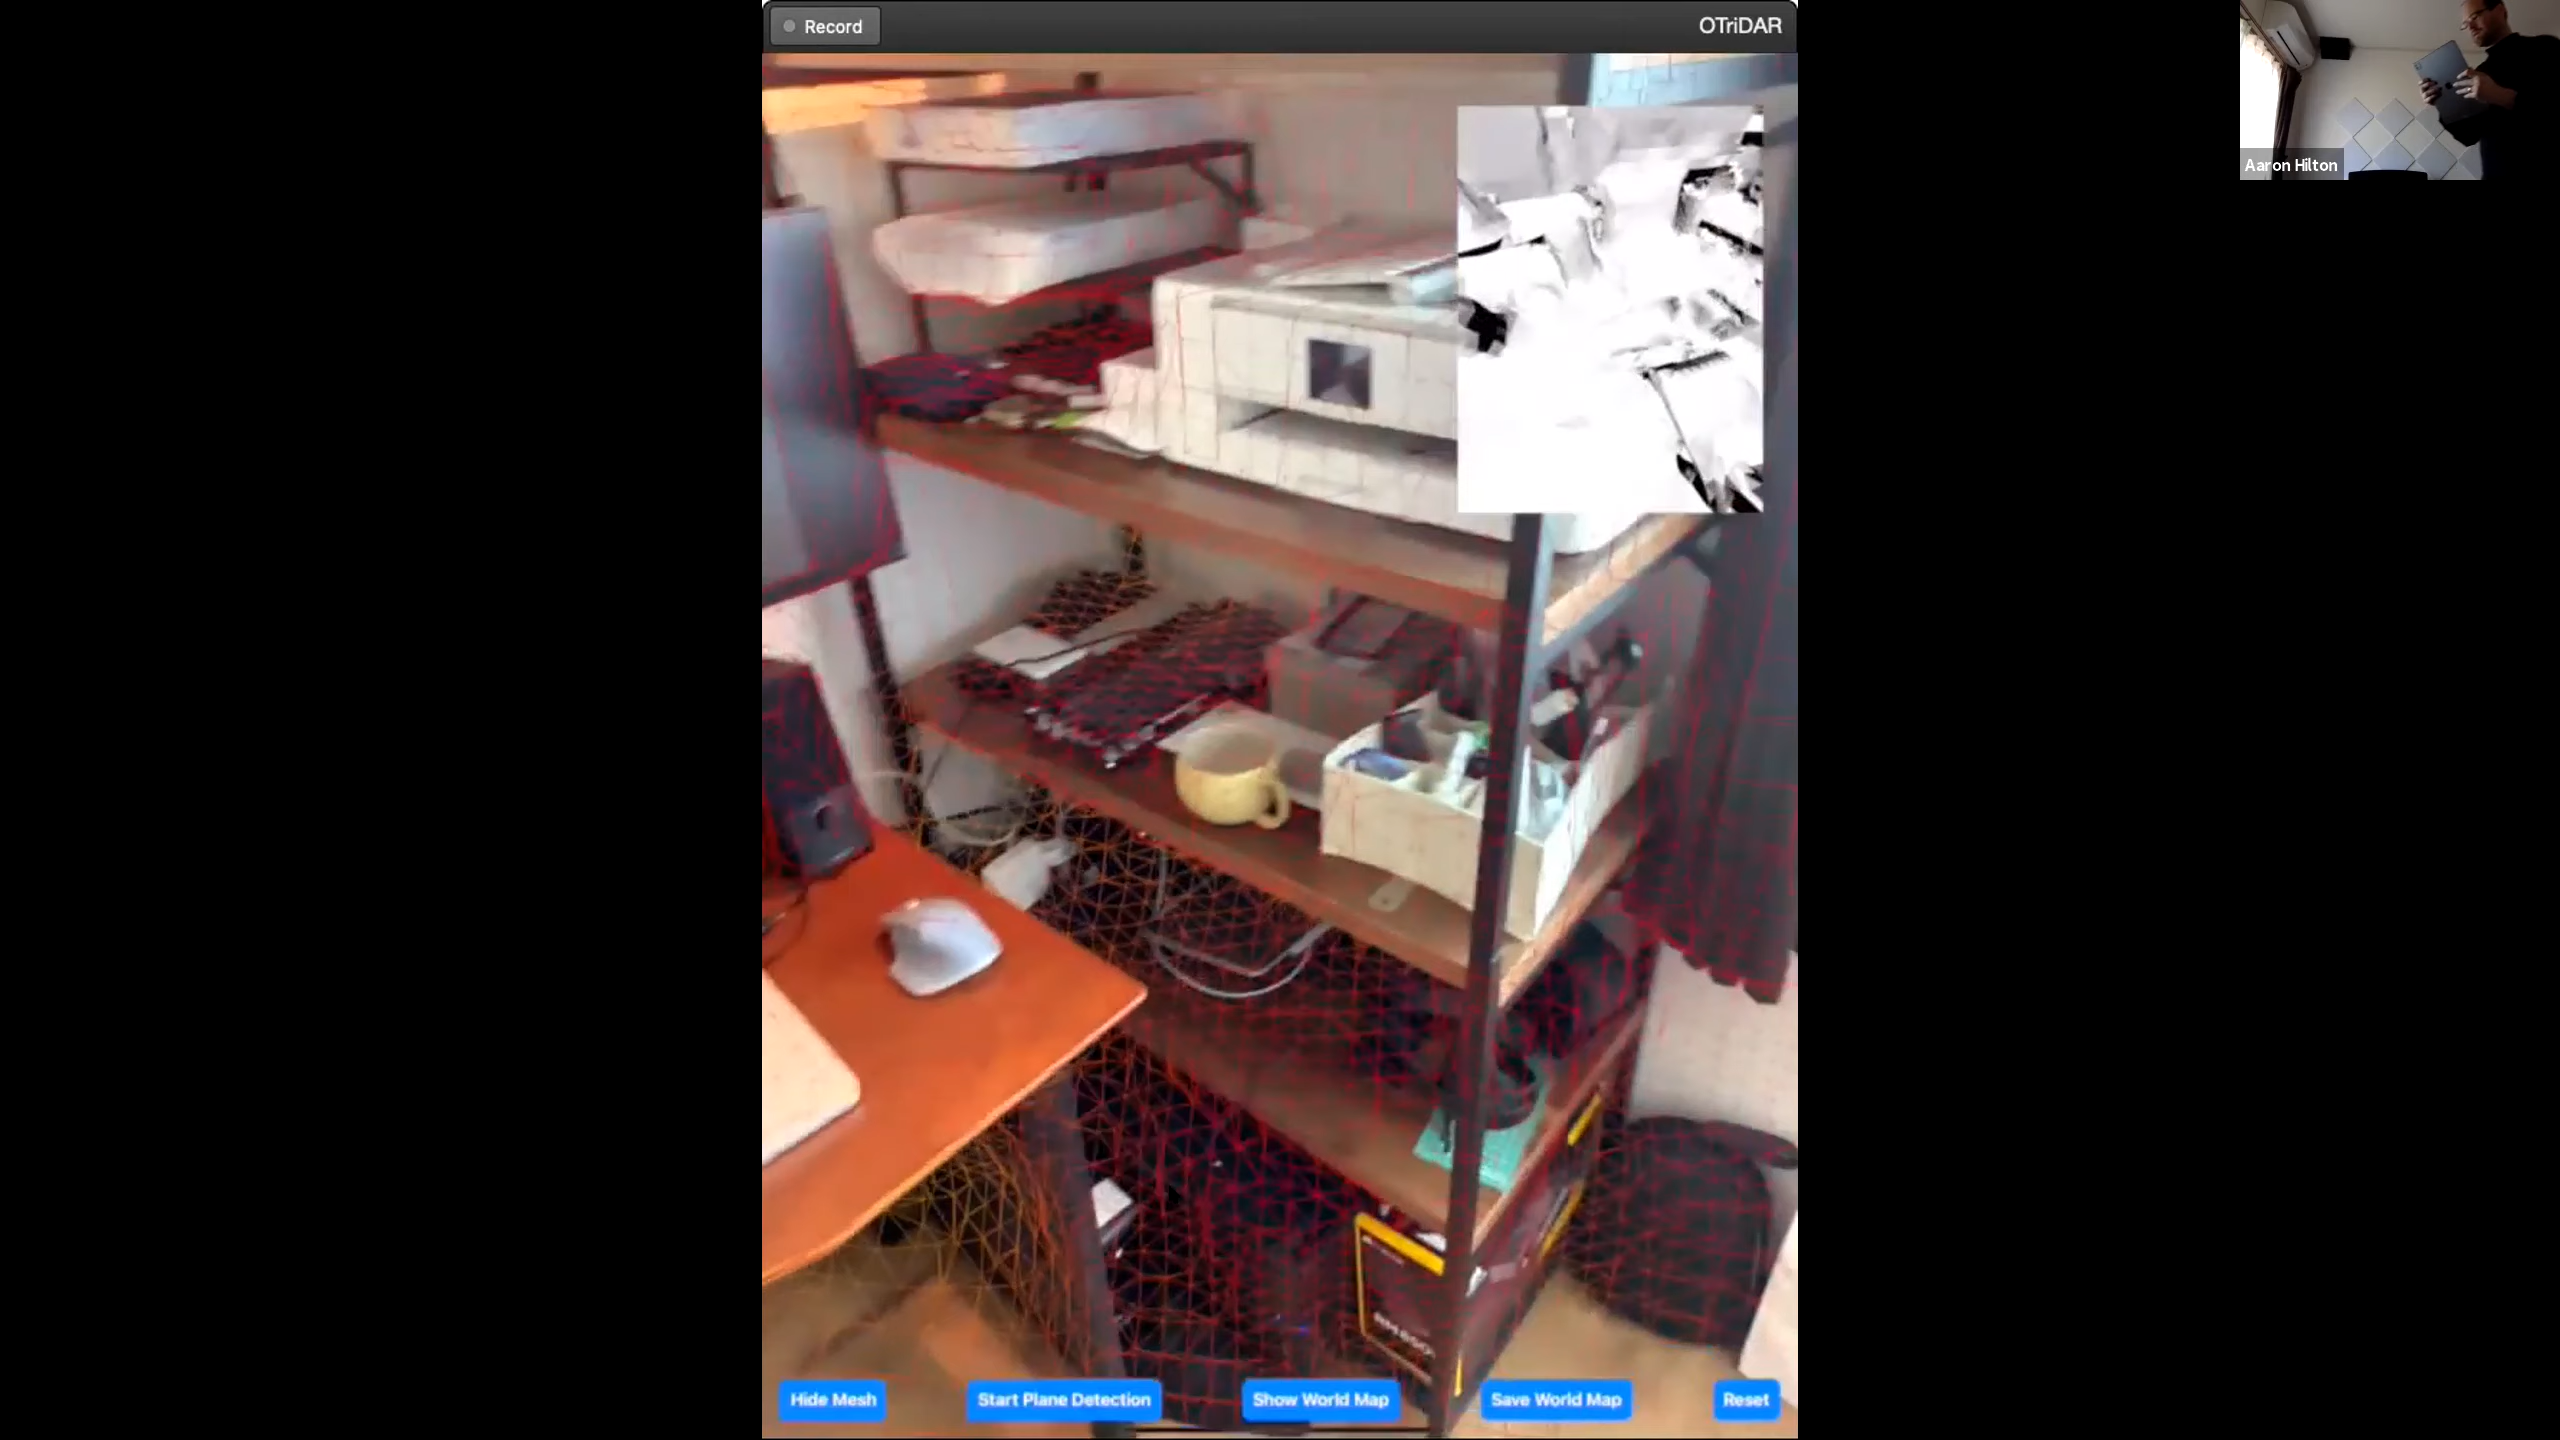 Record
OTriDAR
Aaron Hilton
Hide Mesh
Start Plane Detection
Show World Map
Save World Map
Reset